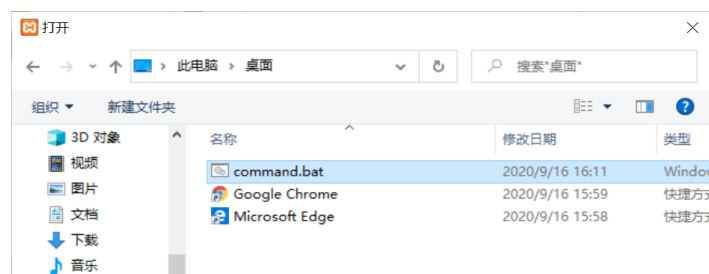 打开
此电脑 › 桌面
搜索"桌面"
组织 新建文件夹
名称 修改日期 类型
3D 对象
视频
图片
文档
下载
音乐
command.bat 2020/9/16 16:11 Window
Google Chrome 2020/9/16 15:59 快捷方式
Microsoft Edge 2020/9/16 15:58 快捷方式